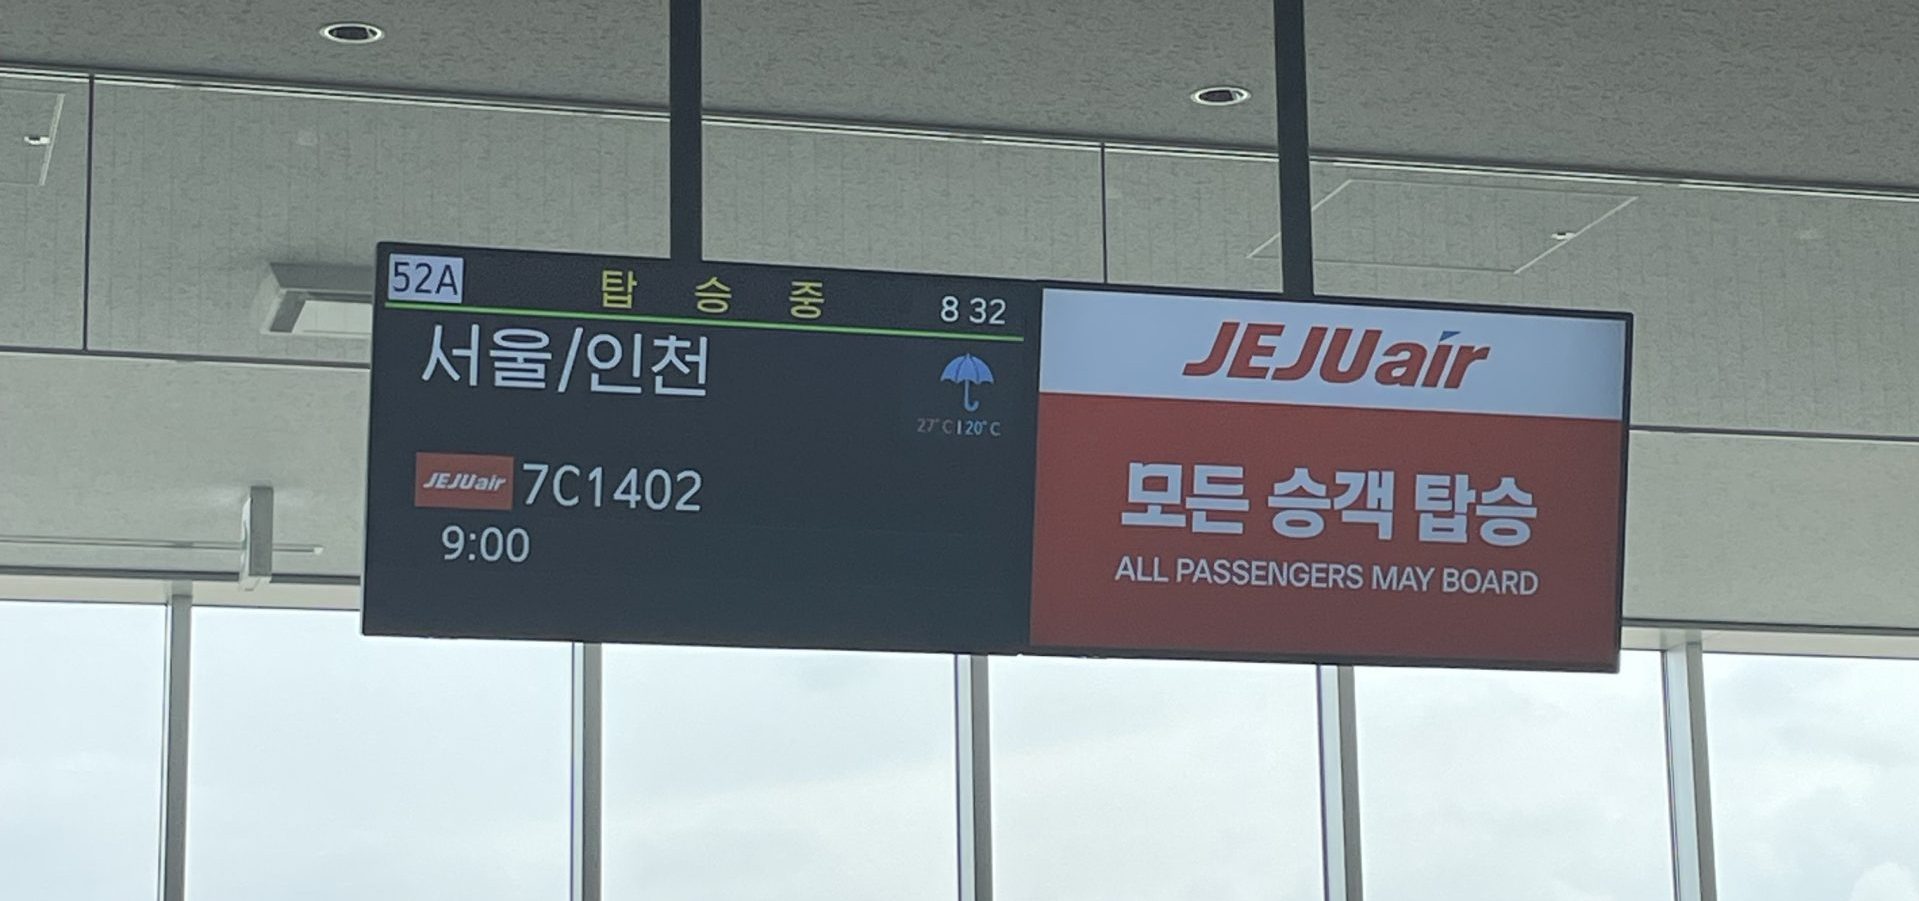 52A 탑 승 중 8 32
서울/인천
27°C | 20°C
JEJUair 7C1402
9:00
JEJUair
모든 승객 탑승
ALL PASSENGERS MAY BOARD